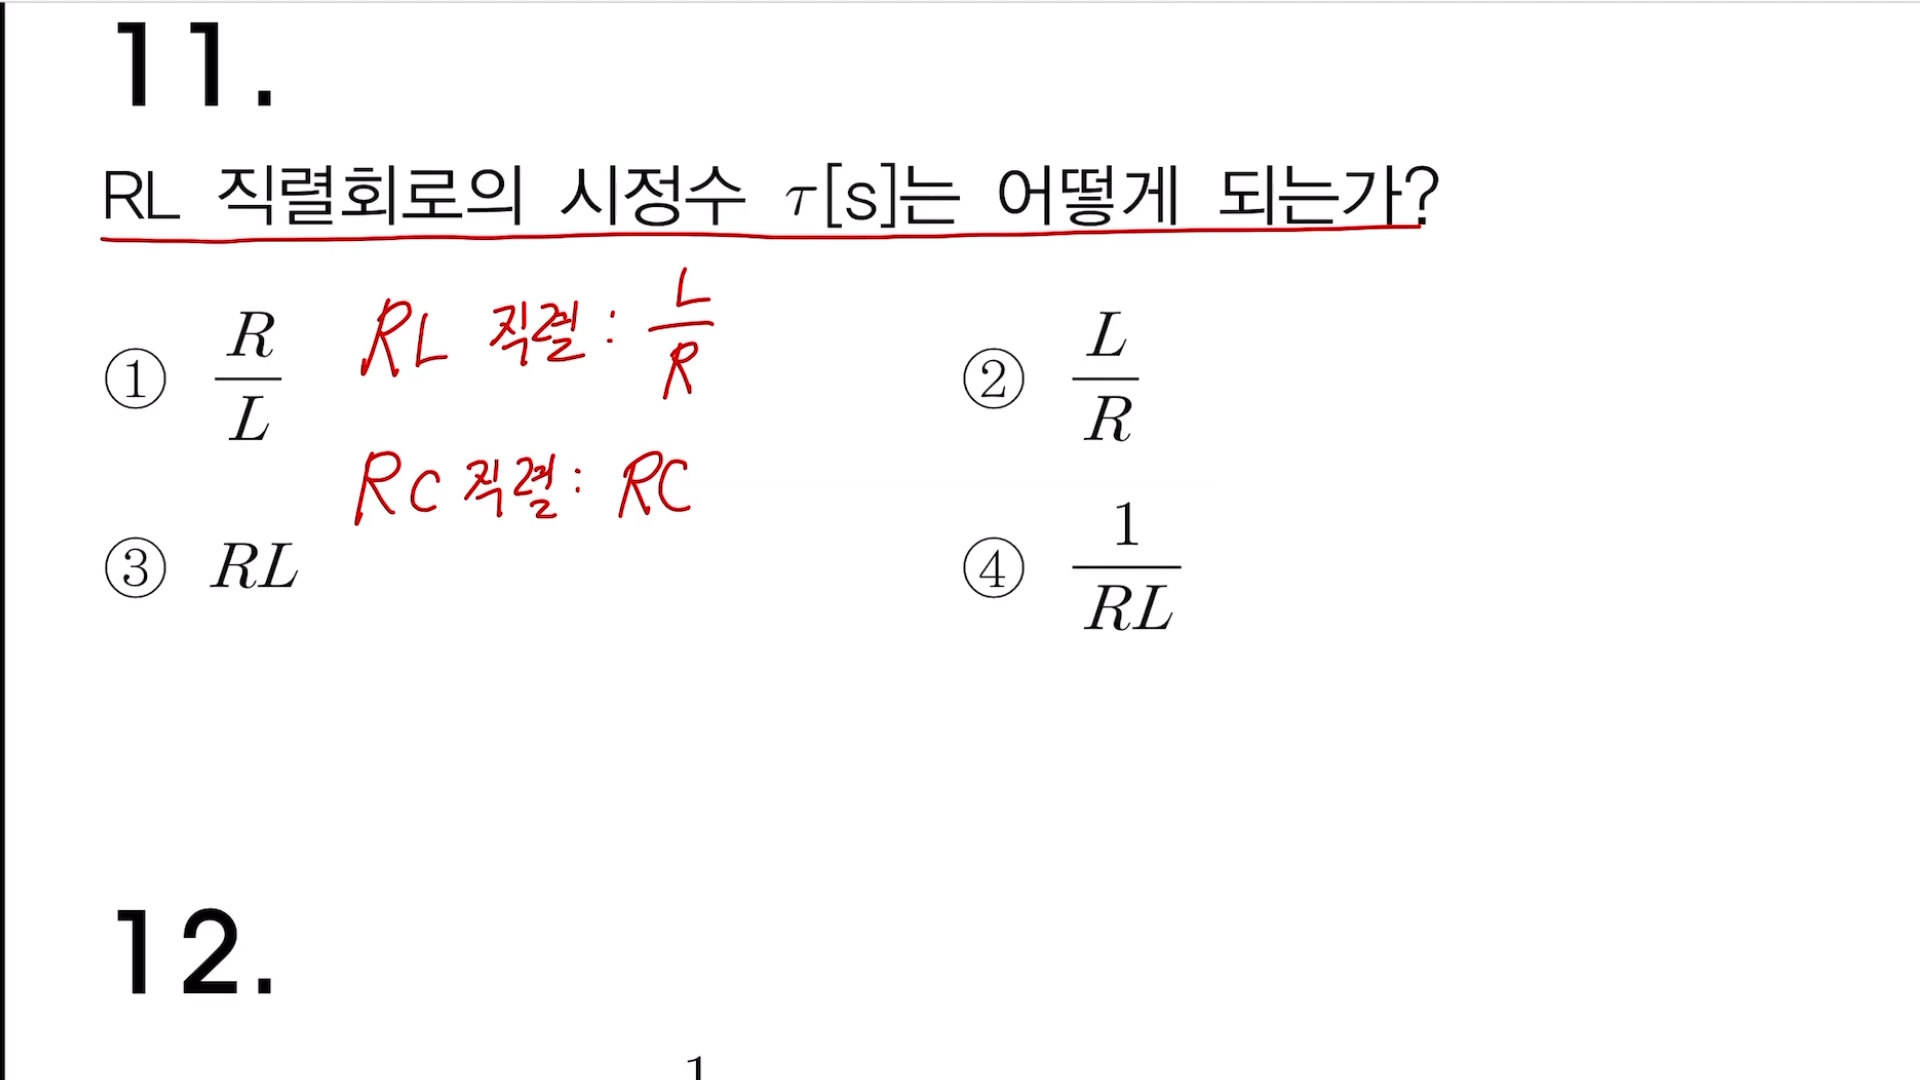 11.
RL 직렬회로의 시정수 τ[s]는 어떻게 되는가?
① R/L
RL 직렬 : L/R
② L/R
RC 직렬 : RC
③ RL
④ 1/RL
12.
1